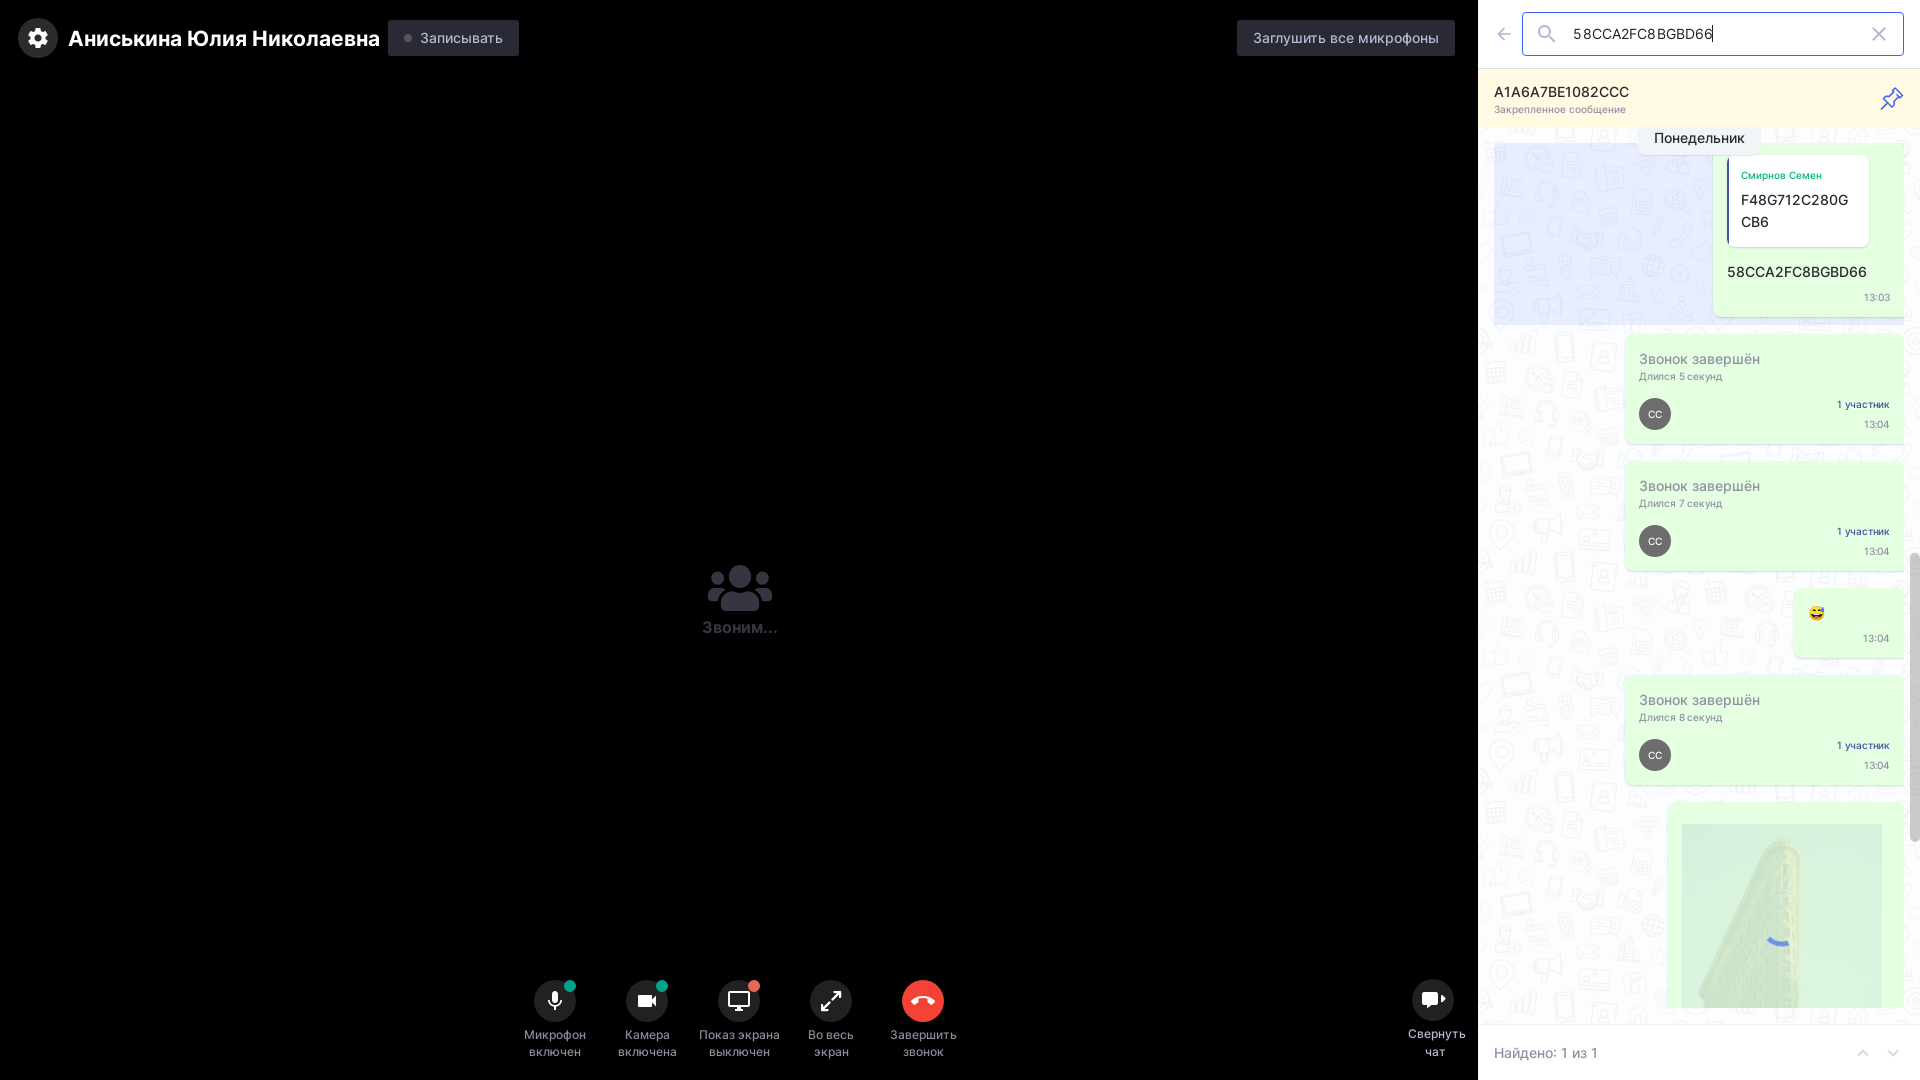 Аниськина Юлия Николаевна
Записывать
Заглушить все микрофоны
58CCA2FC8BGBD66
A1A6A7BE1082CCC
Закрепленное сообщение
Понедельник
Смирнов Семен
F48G712C280G
CB6
58CCA2FC8BGBD66
13:03
Звонок завершён
Длился 5 секунд
СС
1 участник
13:04
Звонок завершён
Длился 7 секунд
СС
1 участник
13:04
😅
13:04
Звонок завершён
Длился 8 секунд
СС
1 участник
13:04
Звоним...
Микрофон
включен
Камера
включена
Показ экрана
выключен
Во весь
экран
Завершить
звонок
Свернуть
чат
Найдено: 1 из 1